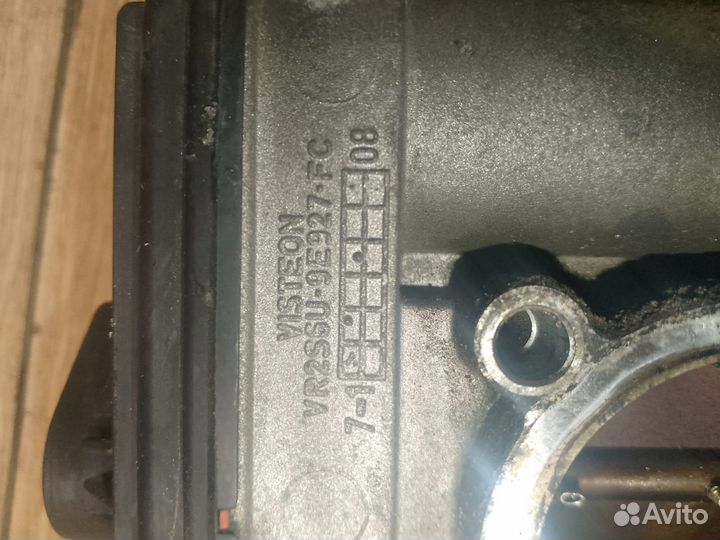 VISTEON
VR2S6U-9E927-FC
7-1 08
Avito